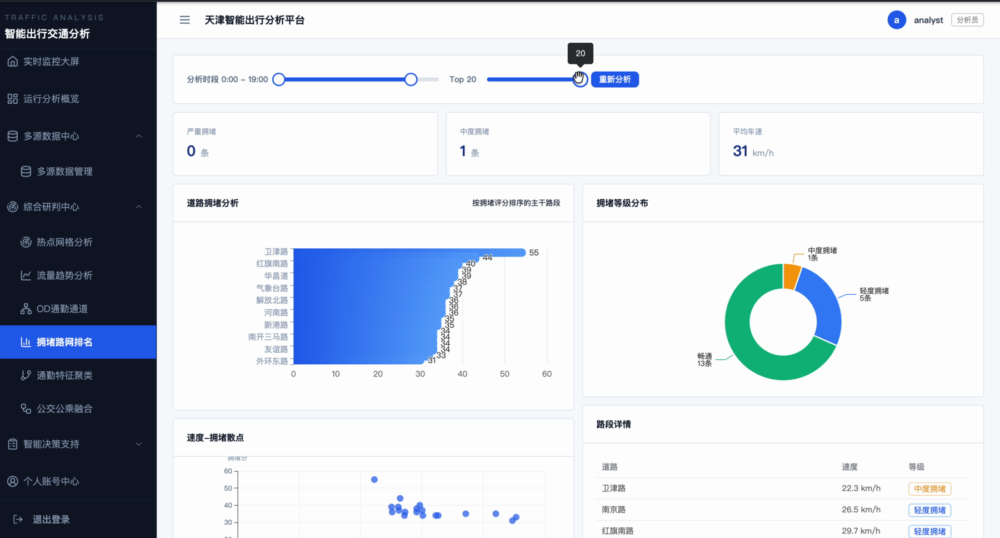 TRAFFIC ANALYSIS
智能出行交通分析
实时监控大屏
运行分析概览
多源数据中心
多源数据管理
综合研判中心
热点网格分析
流量趋势分析
OD通勤通道
拥堵路网排名
通勤特征聚类
公交公乘融合
智能决策支持
个人账号中心
退出登录
天津智能出行分析平台
a analyst 分析员
20
分析时段 0:00 – 19:00 Top 20 重新分析
严重拥堵
0 条
中度拥堵
1 条
平均车速
31 km/h
道路拥堵分析 按拥堵评分排序的主干路段
卫津路
红旗南路
华昌道
气象台路
解放北路
河南路
新港路
南开三马路
友谊路
外环东路
55
44
40
39
39
38
37
37
36
36
36
35
35
34
34
34
34
33
31
0 10 20 30 40 50 60
拥堵等级分布
中度拥堵
1条
轻度拥堵
5条
畅通
13条
速度–拥堵散点
拥堵分
60
50
40
30
路段详情
道路 速度 等级
卫津路 22.3 km/h 中度拥堵
南京路 26.5 km/h 轻度拥堵
红旗南路 29.7 km/h 轻度拥堵